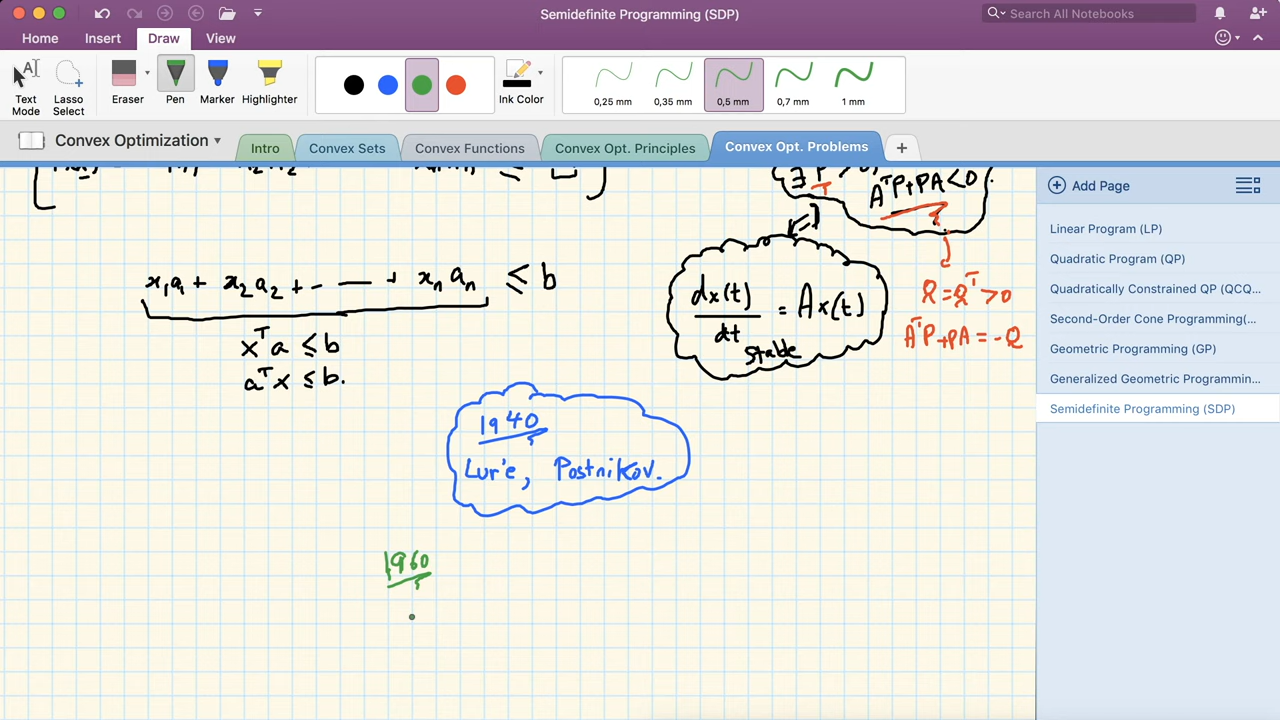 Semidefinite Programming (SDP)
Search All Notebooks
Home Insert Draw View
Text Mode
Lasso Select
Eraser
Pen
Marker
Highlighter
Ink Color
0,25 mm
0,35 mm
0,5 mm
0,7 mm
1 mm
Convex Optimization
Intro
Convex Sets
Convex Functions
Convex Opt. Principles
Convex Opt. Problems
Add Page
Linear Program (LP)
Quadratic Program (QP)
Quadratically Constrained QP (QCQ...
Second-Order Cone Programming(...
Geometric Programming (GP)
Generalized Geometric Programmin...
Semidefinite Programming (SDP)
∃ P > 0,
AᵀP+PA<0
x₁a₁ + x₂a₂ + - — + xₙaₙ ≤ b
xᵀa ≤ b
aᵀx ≤ b.
dx(t)/dt = Ax(t)
stable
Q = Qᵀ > 0
AᵀP+PA = -Q
1940
Lur'e, Postnikov.
1960